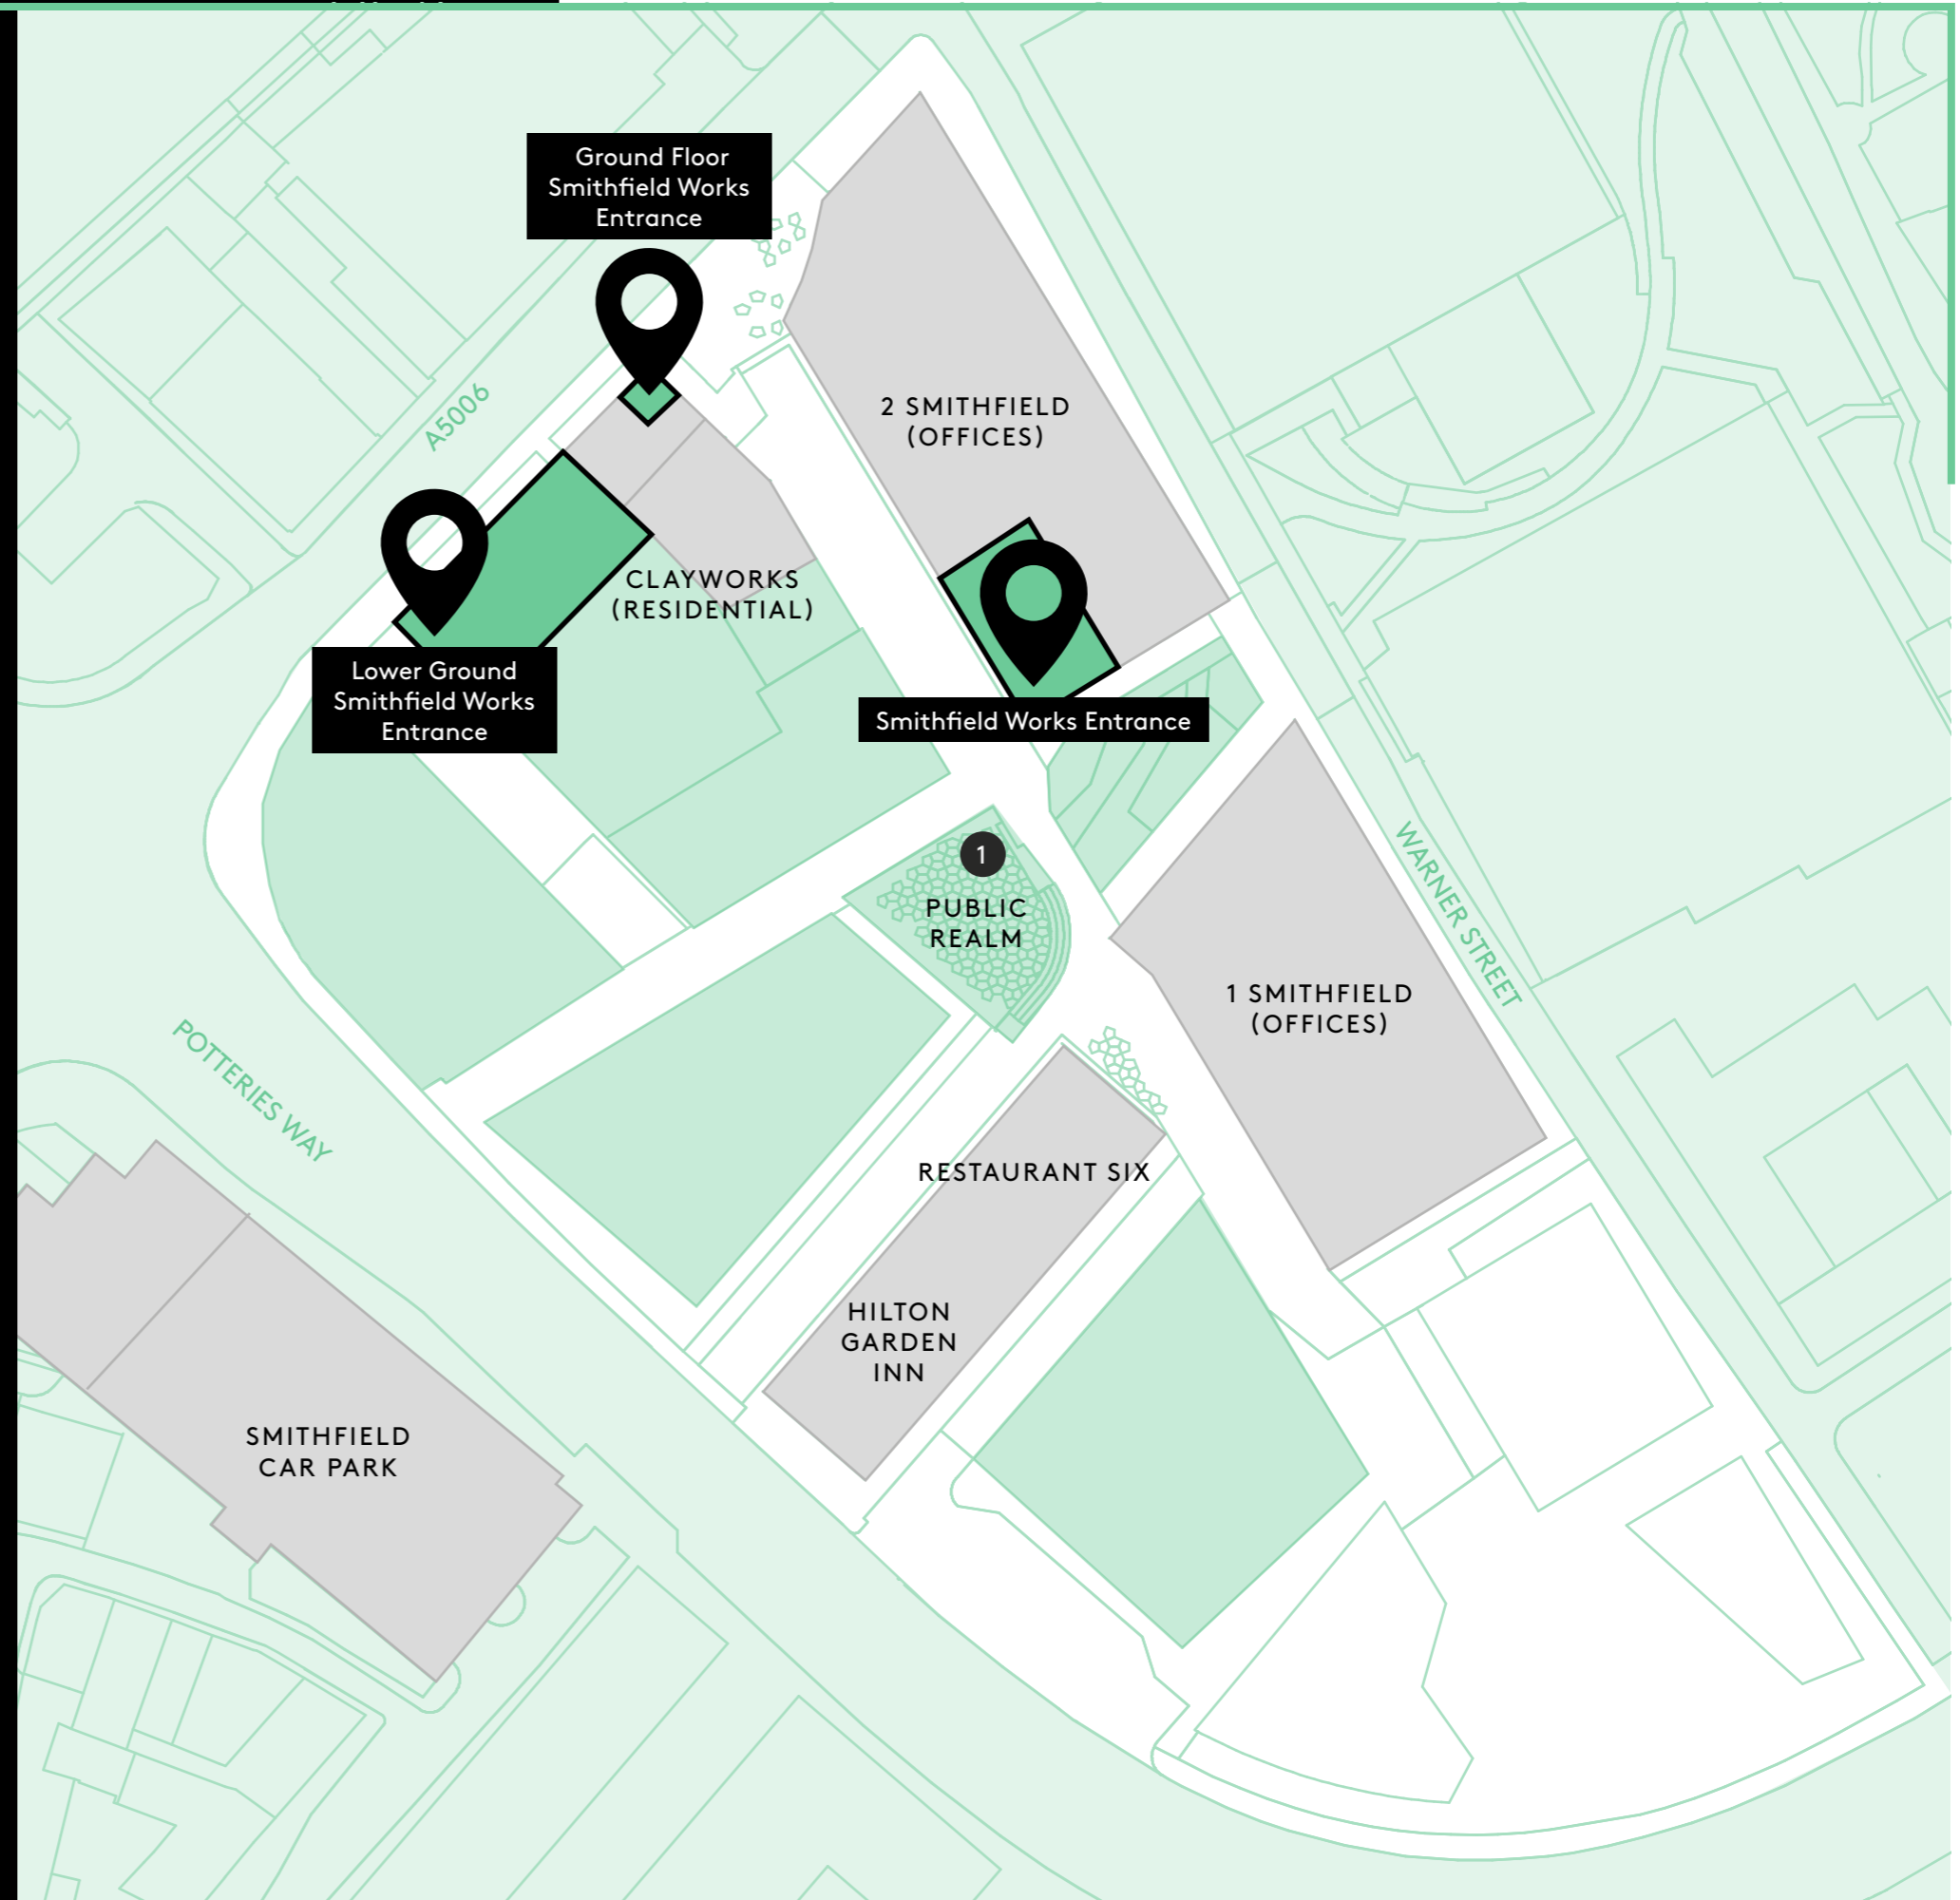 Ground Floor
Smithfield Works
Entrance
A5006
2 SMITHFIELD
(OFFICES)
CLAYWORKS
(RESIDENTIAL)
Lower Ground
Smithfield Works
Entrance
Smithfield Works Entrance
1
PUBLIC
REALM
WARNER STREET
1 SMITHFIELD
(OFFICES)
POTTERIES WAY
RESTAURANT SIX
HILTON
GARDEN
INN
SMITHFIELD
CAR PARK